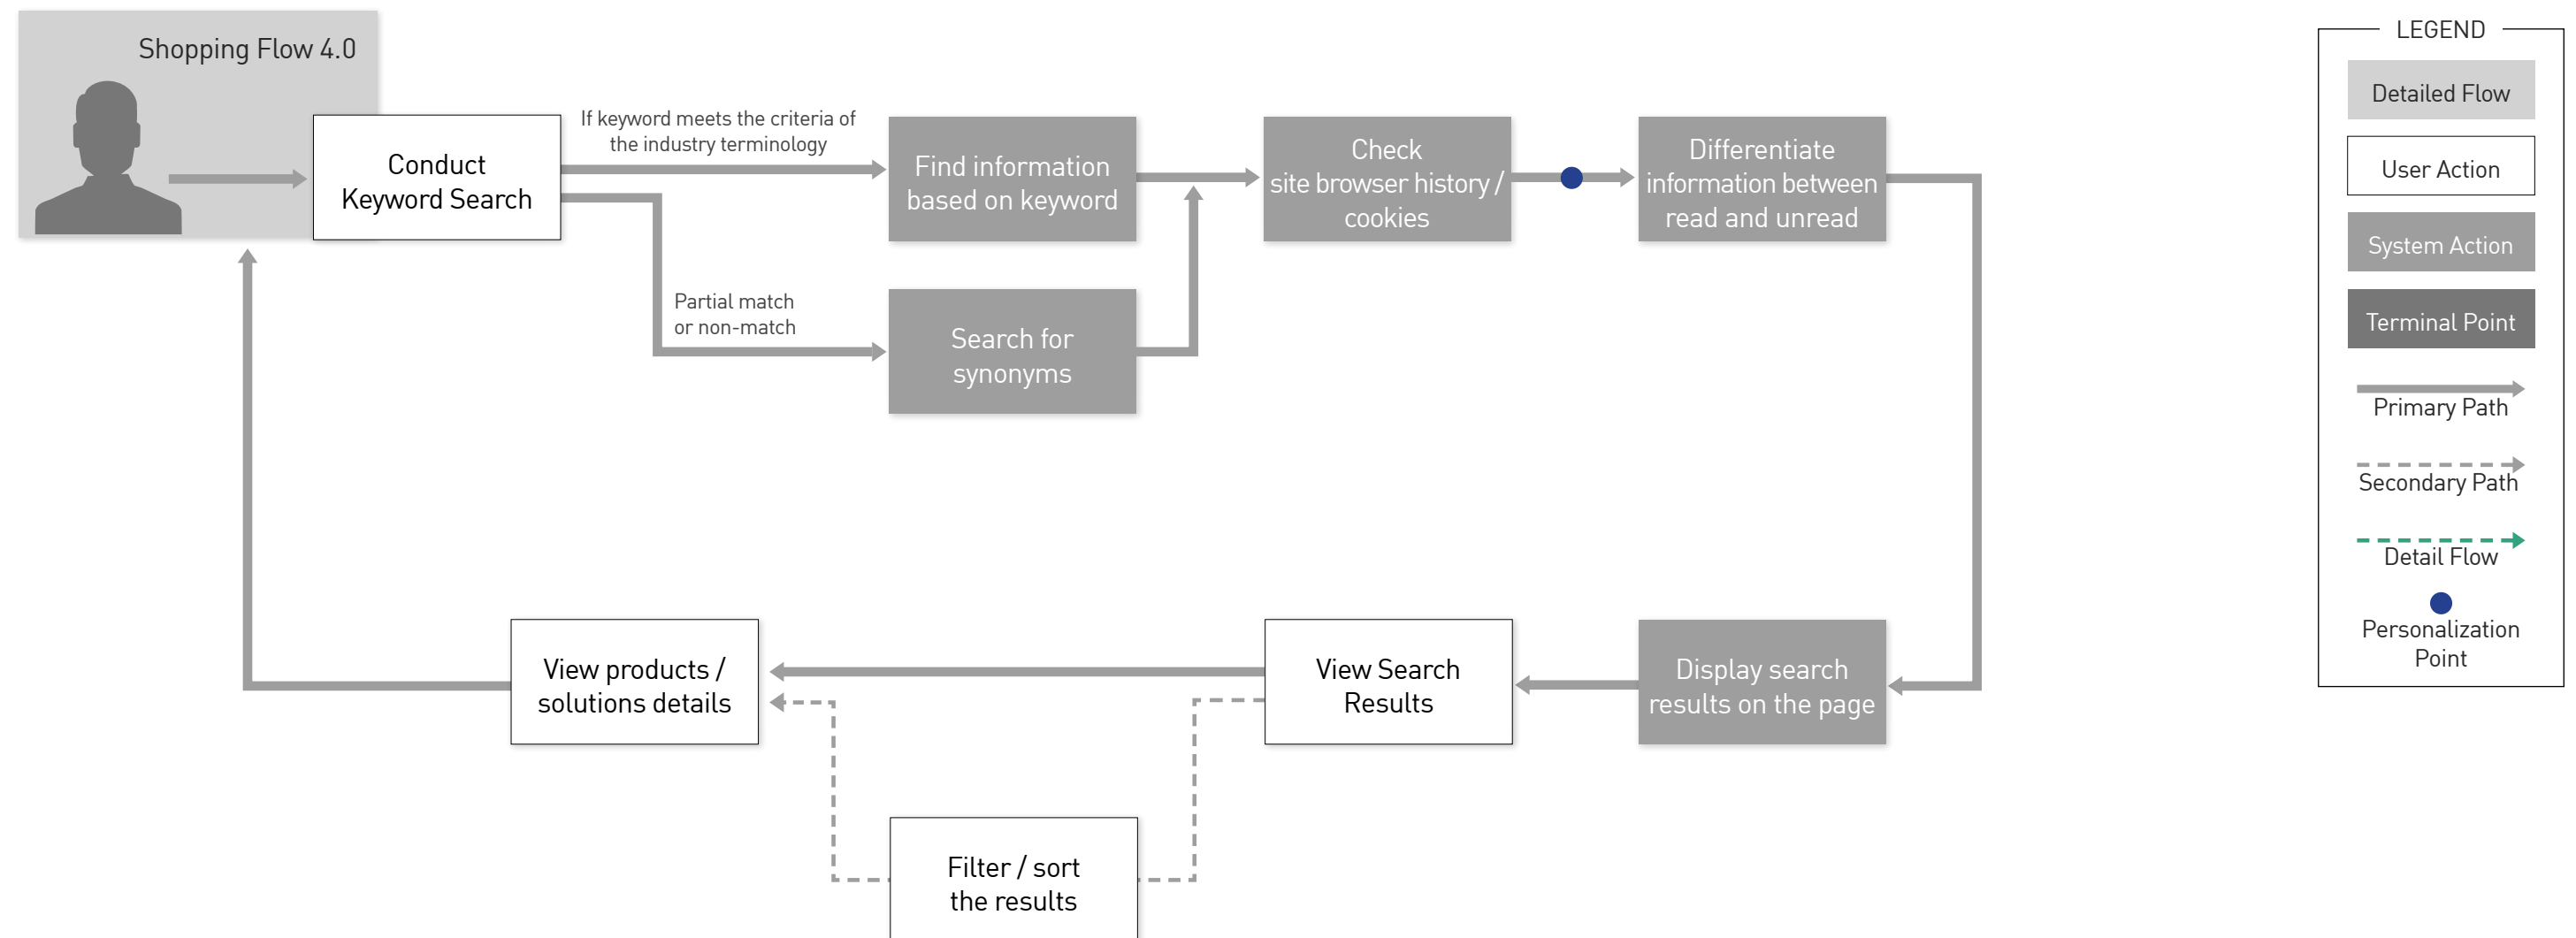 Shopping Flow 4.0
Conduct
Keyword Search
If keyword meets the criteria of
the industry terminology
Find information
based on keyword
Check
site browser history /
cookies
Differentiate
information between
read and unread
Partial match
or non-match
Search for
synonyms
View products /
solutions details
View Search
Results
Display search
results on the page
Filter / sort
the results
LEGEND
Detailed Flow
User Action
System Action
Terminal Point
Primary Path
Secondary Path
Detail Flow
Personalization
Point